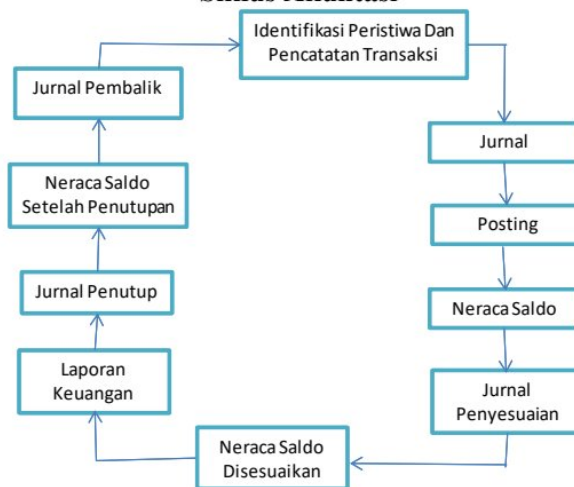 Identifikasi Peristiwa Dan
Pencatatan Transaksi
Jurnal
Posting
Neraca Saldo
Jurnal
Penyesuaian
Neraca Saldo
Disesuaikan
Laporan
Keuangan
Jurnal Penutup
Neraca Saldo
Setelah Penutupan
Jurnal Pembalik